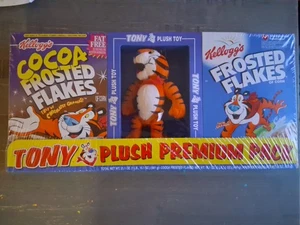 Kellogg's
COCOA
FROSTED
FLAKES
FAT
FREE
TONY PLUSH TOY
TONY
PLUSH TOY
TONY
PLUSH TOY
Kellogg's
FROSTED
FLAKES
TONY PLUSH PREMIUM PACK